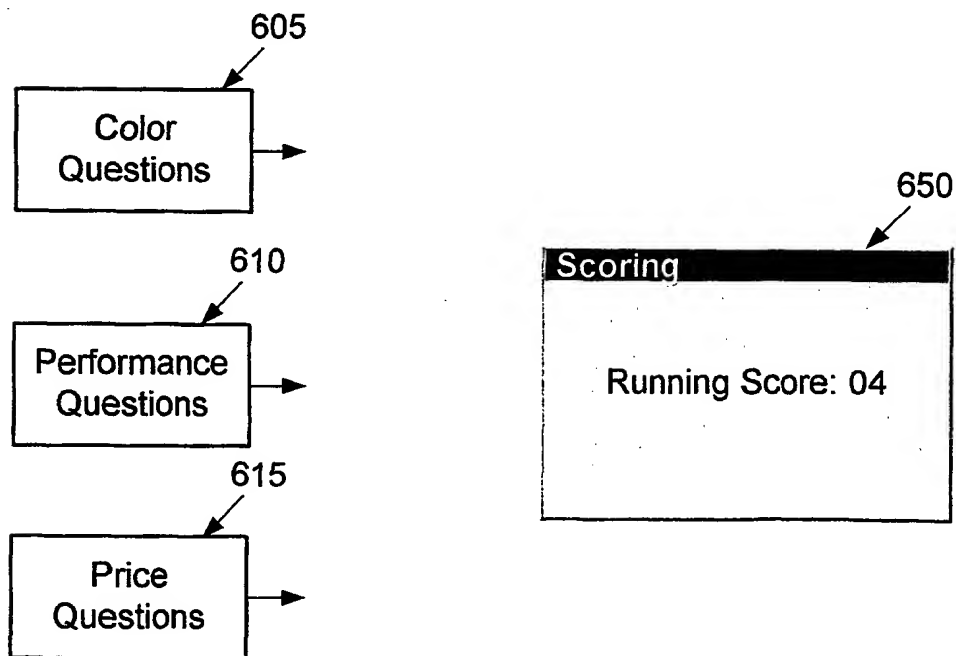 605
Color
Questions
650
610
Scoring
Performance
Questions
Running Score: 04
615
Price
Questions